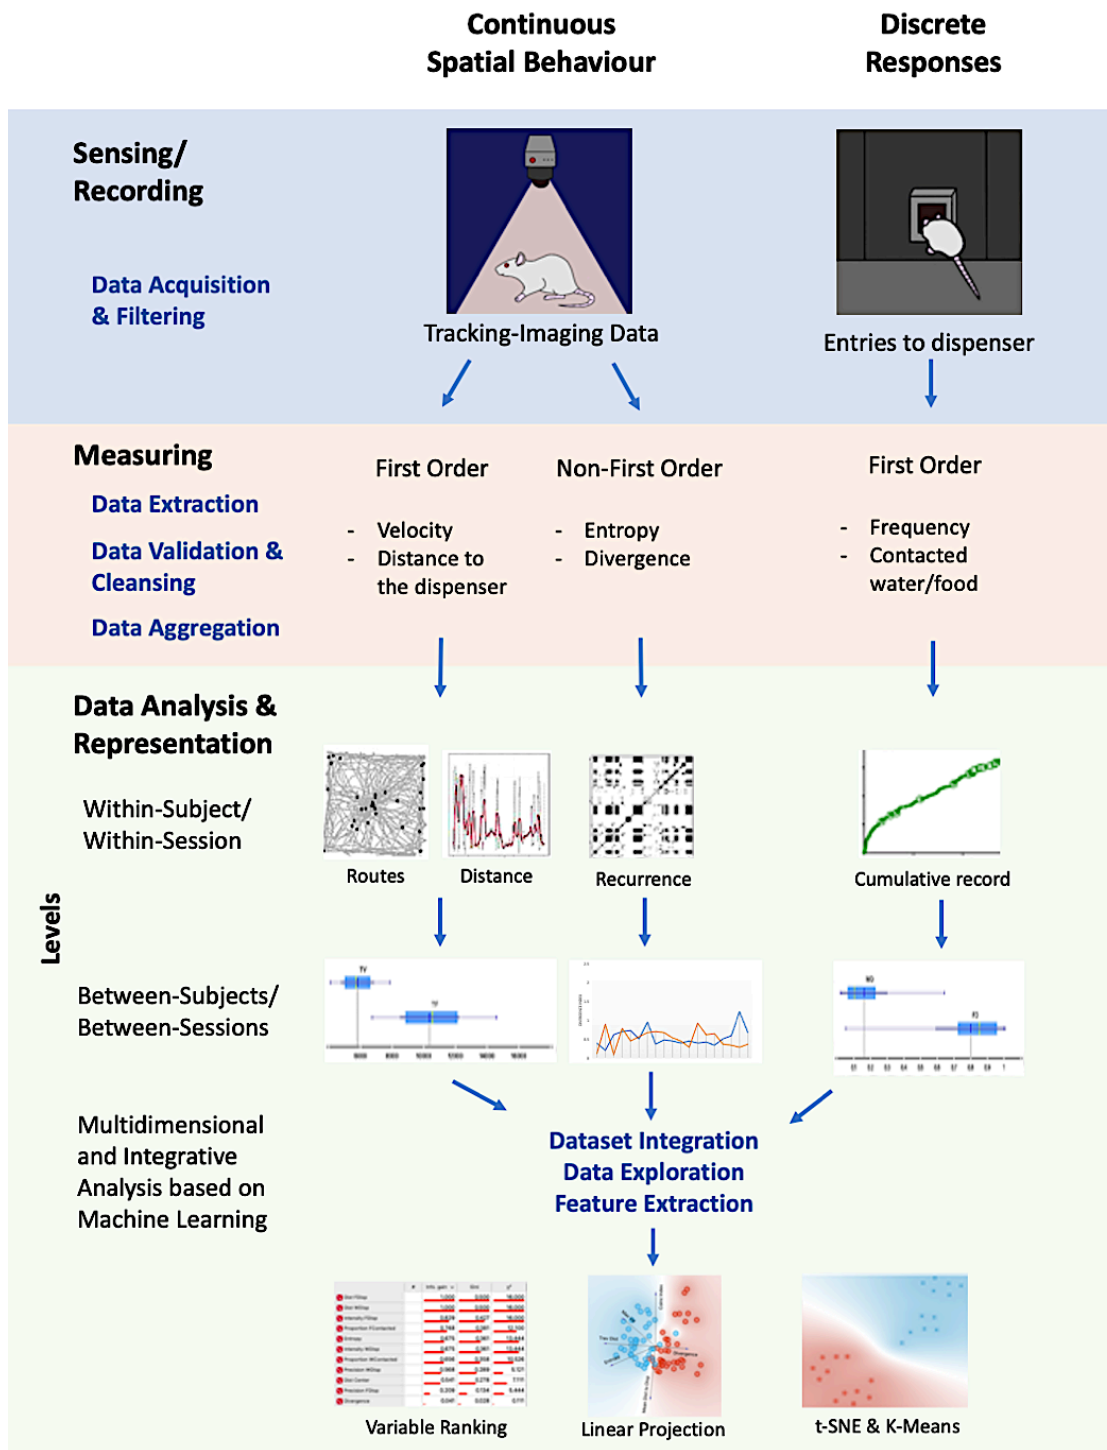 Continuous
Spatial Behaviour
Discrete
Responses
Sensing/
Recording
Data Acquisition
& Filtering
Tracking-Imaging Data
Entries to dispenser
Measuring
Data Extraction
Data Validation &
Cleansing
Data Aggregation
First Order
- Velocity
- Distance to
the dispenser
Non-First Order
- Entropy
- Divergence
First Order
- Frequency
- Contacted
water/food
Data Analysis &
Representation
Levels
Within-Subject/
Within-Session
Routes
Distance
Recurrence
Cumulative record
Between-Subjects/
Between-Sessions
Multidimensional
and Integrative
Analysis based on
Machine Learning
Dataset Integration
Data Exploration
Feature Extraction
Entropy
Divergence
Divergence
Variable Ranking
Linear Projection
t-SNE & K-Means